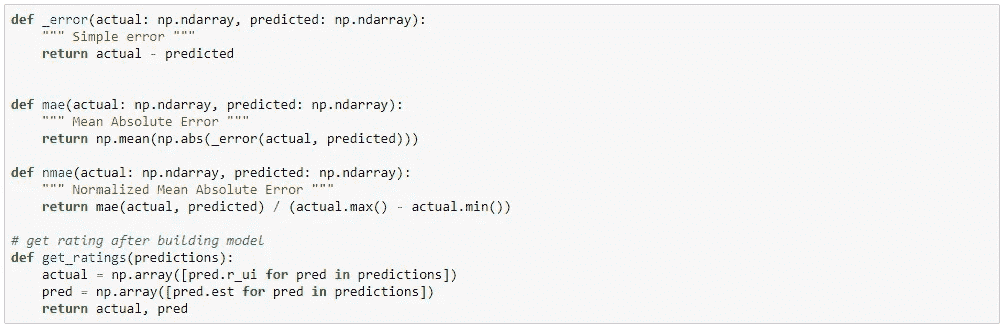 def _error(actual: np.ndarray, predicted: np.ndarray):
    """ Simple error """
    return actual - predicted
def mae(actual: np.ndarray, predicted: np.ndarray):
    """ Mean Absolute Error """
    return np.mean(np.abs(_error(actual, predicted)))
def nmae(actual: np.ndarray, predicted: np.ndarray):
    """ Normalized Mean Absolute Error """
    return mae(actual, predicted) / (actual.max() - actual.min())
# get rating after building model
def get_ratings(predictions):
    actual = np.array([pred.r_ui for pred in predictions])
    pred = np.array([pred.est for pred in predictions])
    return actual, pred